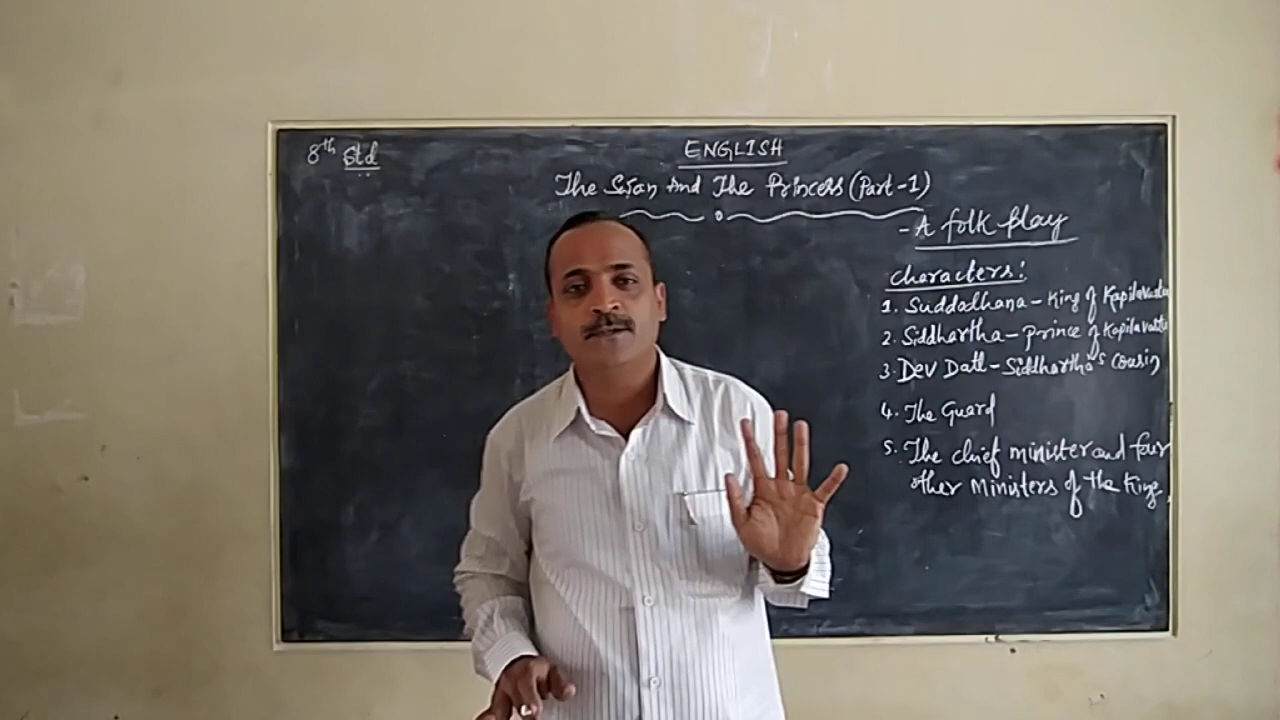 8th Std
ENGLISH
The Swan And The Princess (Part-1)
- A folk play
Characters:
1. Suddodhana - King of Kapilavastu
2. Siddhartha - Prince of Kapilavastu
3. Dev Datt - Siddhartha's cousin
4. The Guard
5. The chief minister and four
other Ministers of the King,